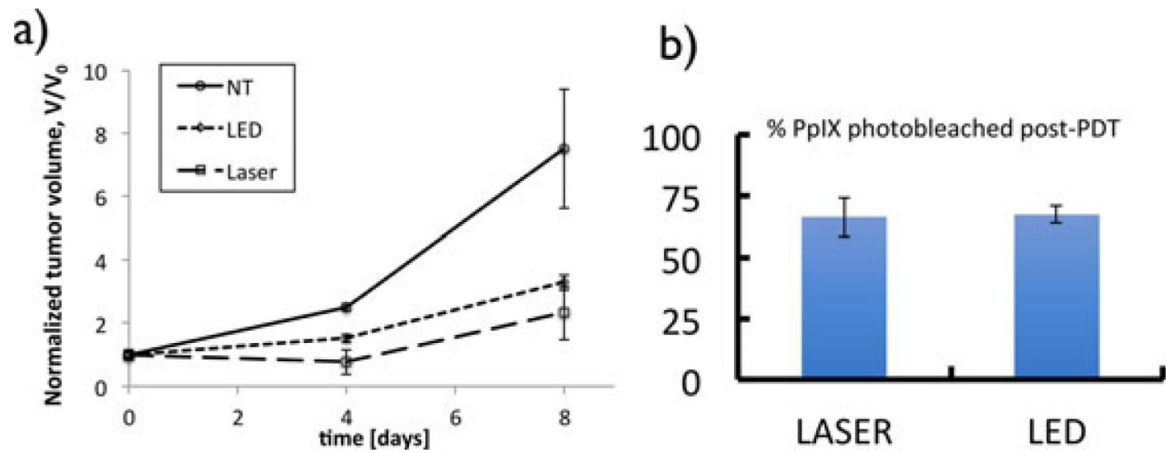 a)
Normalized tumor volume, V/V₀
10
8
6
4
2
0
NT
LED
Laser
0 2 4 6 8
time [days]
b)
% PpIX photobleached post-PDT
100
75
50
25
0
LASER LED